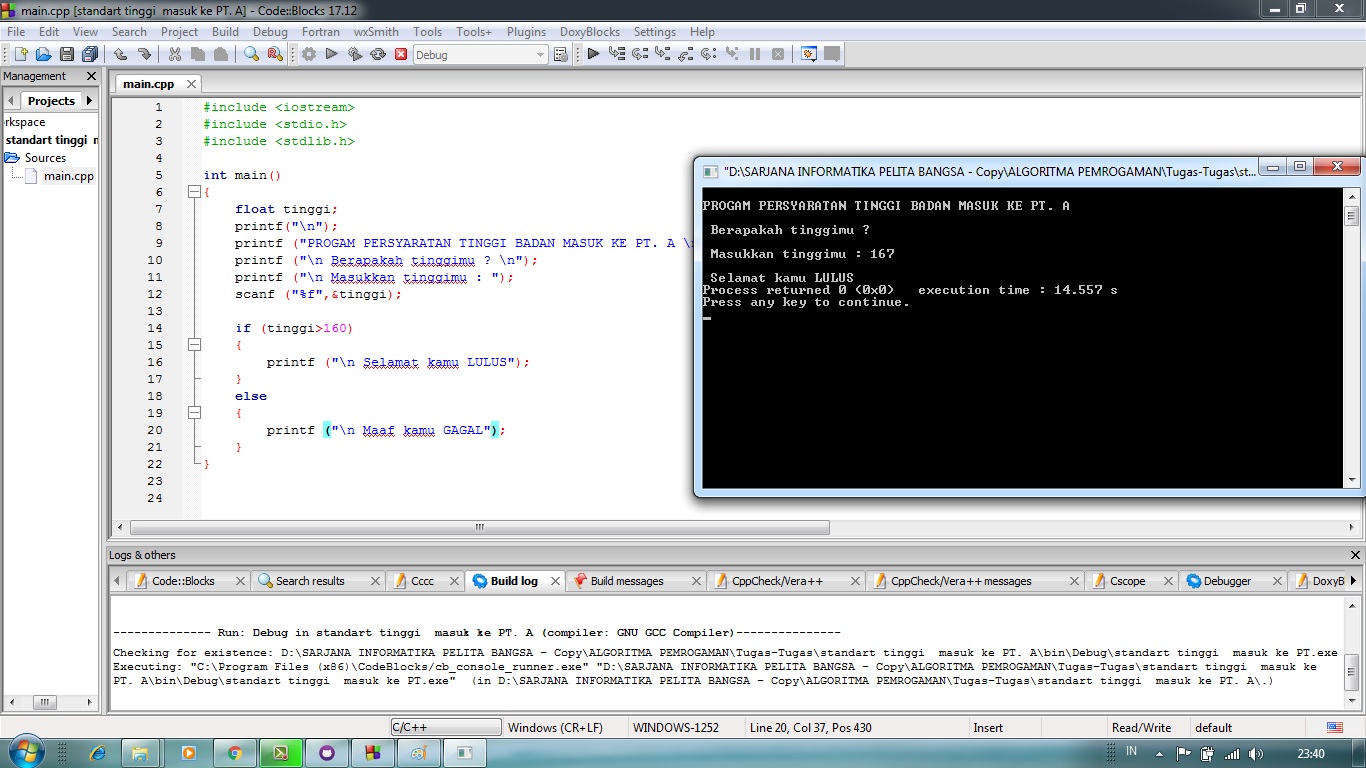 main.cpp [standart tinggi  masuk ke PT. A] - Code::Blocks 17.12
File Edit View Search Project Build Debug Fortran wxSmith Tools Tools+ Plugins DoxyBlocks Settings Help
Debug
Management
Projects
rkspace
standart tinggi
Sources
main.cpp
main.cpp
1 #include <iostream>
2 #include <stdio.h>
3 #include <stdlib.h>
4
5 int main()
6 {
7 float tinggi;
8 printf("\n");
9 printf ("PROGAM PERSYARATAN TINGGI BADAN MASUK KE PT. A \
10 printf ("\n Berapakah tinggimu ? \n");
11 printf ("\n Masukkan tinggimu : ");
12 scanf ("%f",&tinggi);
13
14 if (tinggi>160)
15 {
16 printf ("\n Selamat kamu LULUS");
17 }
18 else
19 {
20 printf ("\n Maaf kamu GAGAL");
21 }
22 }
23
24
"D:\SARJANA INFORMATIKA PELITA BANGSA - Copy\ALGORITMA PEMROGAMAN\Tugas-Tugas\st...
PROGAM PERSYARATAN TINGGI BADAN MASUK KE PT. A
Berapakah tinggimu ?
Masukkan tinggimu : 167
Selamat kamu LULUS
Process returned 0 (0x0)   execution time : 14.557 s
Press any key to continue.
Logs & others
Code::Blocks Search results Cccc Build log Build messages CppCheck/Vera++ CppCheck/Vera++ messages Cscope Debugger DoxyB
-------------- Run: Debug in standart tinggi  masuk ke PT. A (compiler: GNU GCC Compiler)---------------
Checking for existence: D:\SARJANA INFORMATIKA PELITA BANGSA - Copy\ALGORITMA PEMROGAMAN\Tugas-Tugas\standart tinggi  masuk ke PT. A\bin\Debug\standart tinggi  masuk ke PT.exe
Executing: "C:\Program Files (x86)\CodeBlocks/cb_console_runner.exe" "D:\SARJANA INFORMATIKA PELITA BANGSA - Copy\ALGORITMA PEMROGAMAN\Tugas-Tugas\standart tinggi  masuk ke
PT. A\bin\Debug\standart tinggi  masuk ke PT.exe"  (in D:\SARJANA INFORMATIKA PELITA BANGSA - Copy\ALGORITMA PEMROGAMAN\Tugas-Tugas\standart tinggi  masuk ke PT. A\.)
C/C++ Windows (CR+LF) WINDOWS-1252 Line 20, Col 37, Pos 430 Insert Read/Write default
IN 23:40